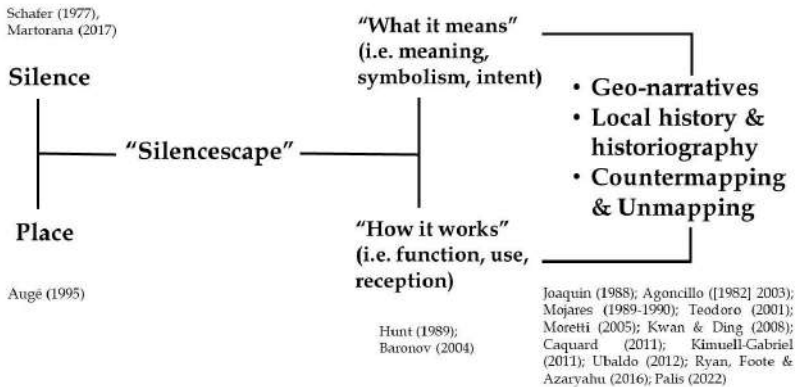 Schafer (1977),
Martorana (2017)
Silence
"Silencescape"
Place
Augé (1995)
"What it means"
(i.e. meaning,
symbolism, intent)
"How it works"
(i.e. function, use,
reception)
Hunt (1989);
Baronov (2004)
• Geo-narratives
• Local history &
historiography
• Countermapping
& Unmapping
Joaquin (1988); Agoncillo ([1982] 2003);
Mojares (1989-1990); Teodoro (2001);
Moretti (2005); Kwan & Ding (2008);
Caquard (2011); Kimuell-Gabriel
(2011); Ubaldo (2012); Ryan, Foote &
Azaryahu (2016); Palis (2022)